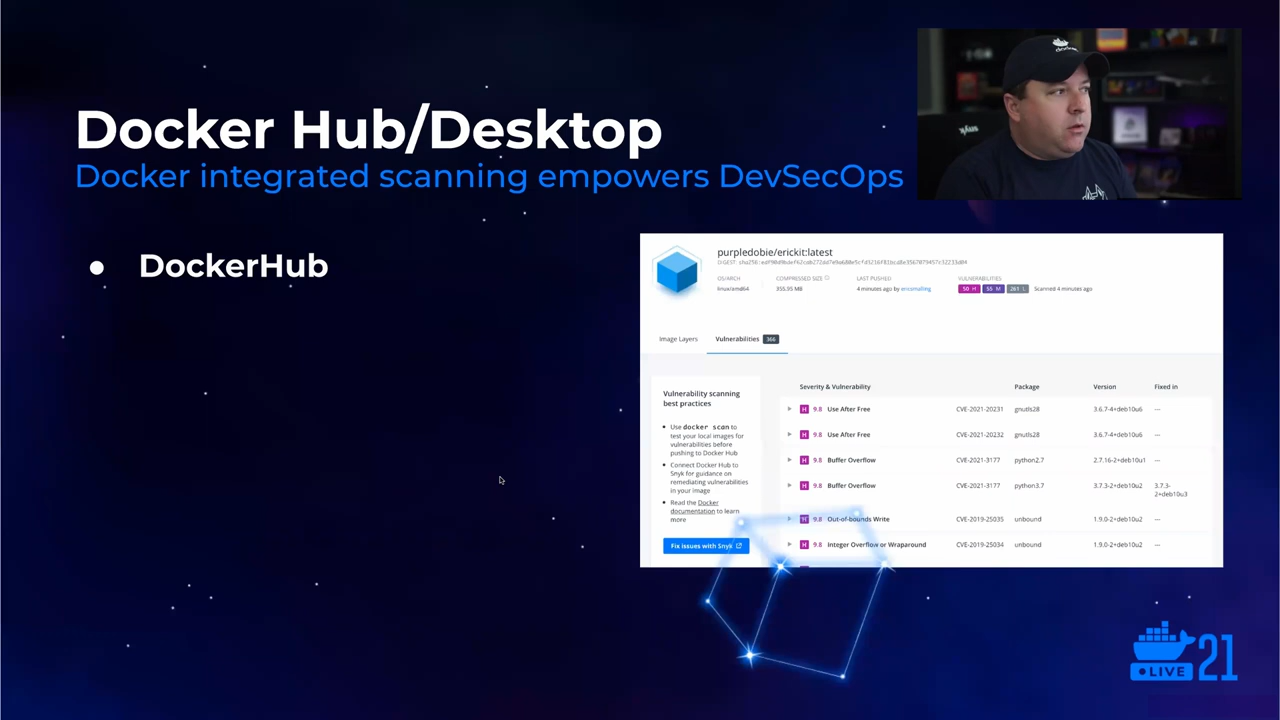 Docker Hub/Desktop
Docker integrated scanning empowers DevSecOps
● DockerHub
snyk
purpledobie/erickit:latest
OS/ARCH
linux/amd64
COMPRESSED SIZE
355.95 MB
LAST PUSHED
4 minutes ago by ericsmalling
VULNERABILITIES
50 H 55 M 261 L Scanned 4 minutes ago
Image Layers Vulnerabilities 366
Vulnerability scanning
best practices
• Use docker scan to
test your local images for
vulnerabilities before
pushing to Docker Hub
• Connect Docker Hub to
Snyk for guidance on
remediating vulnerabilities
in your image
• Read the Docker
documentation to learn
more
Fix issues with Snyk
Severity & Vulnerability Package Version Fixed in
H 9.8 Use After Free CVE-2021-20231 gnutls28 3.6.7-4+deb10u6 ---
H 9.8 Use After Free CVE-2021-20232 gnutls28 3.6.7-4+deb10u6 ---
H 9.8 Buffer Overflow CVE-2021-3177 python2.7 2.7.16-2+deb10u1 ---
H 9.8 Buffer Overflow CVE-2021-3177 python3.7 3.7.3-2+deb10u2 3.7.3-
2+deb10u3
H 9.8 Out-of-bounds Write CVE-2019-25035 unbound 1.9.0-2+deb10u2 ---
H 9.8 Integer Overflow or Wraparound CVE-2019-25034 unbound 1.9.0-2+deb10u2 ---
LIVE 21